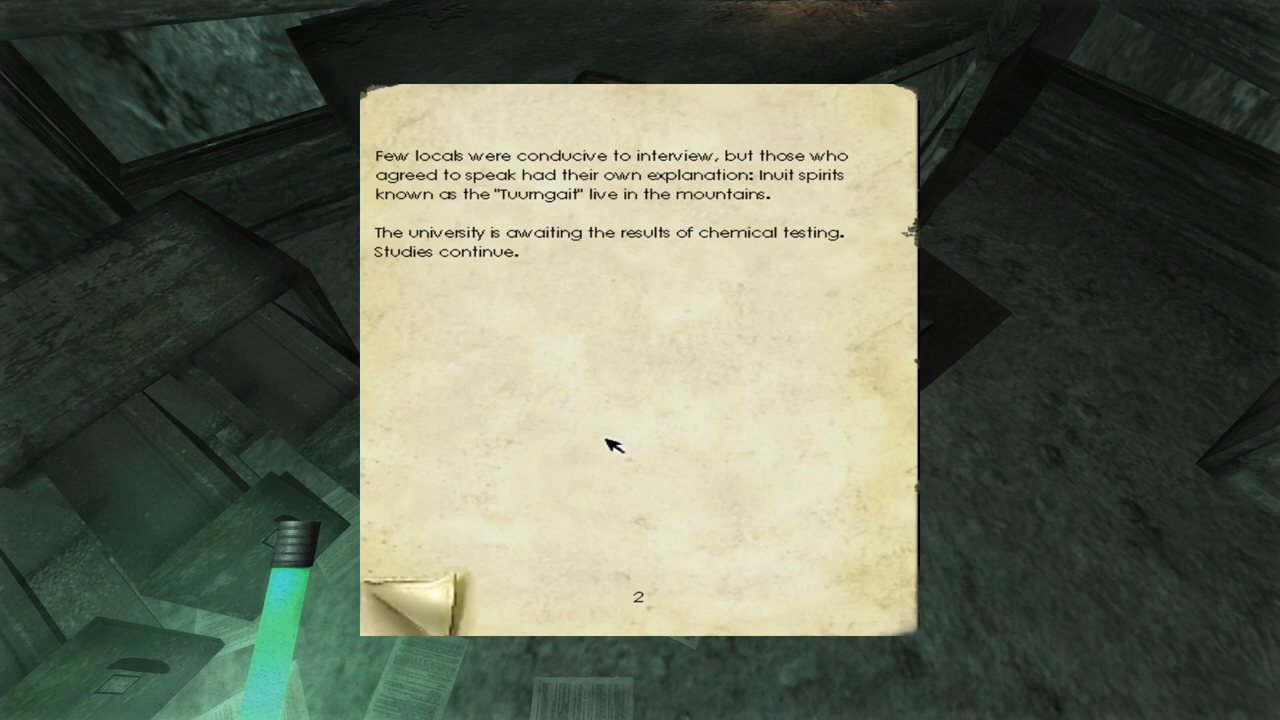 Few locals were conducive to interview, but those who
agreed to speak had their own explanation: Inuit spirits
known as the "Tuurngait" live in the mountains.
The university is awaiting the results of chemical testing.
Studies continue.
2